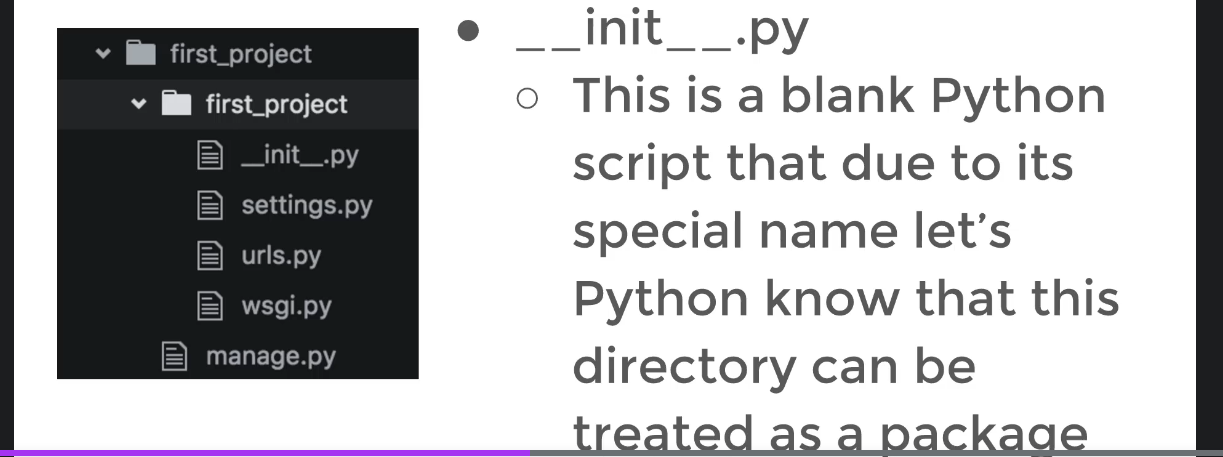 first_project
first_project
__init__.py
settings.py
urls.py
wsgi.py
manage.py
__init__.py
This is a blank Python
script that due to its
special name let’s
Python know that this
directory can be
treated as a package